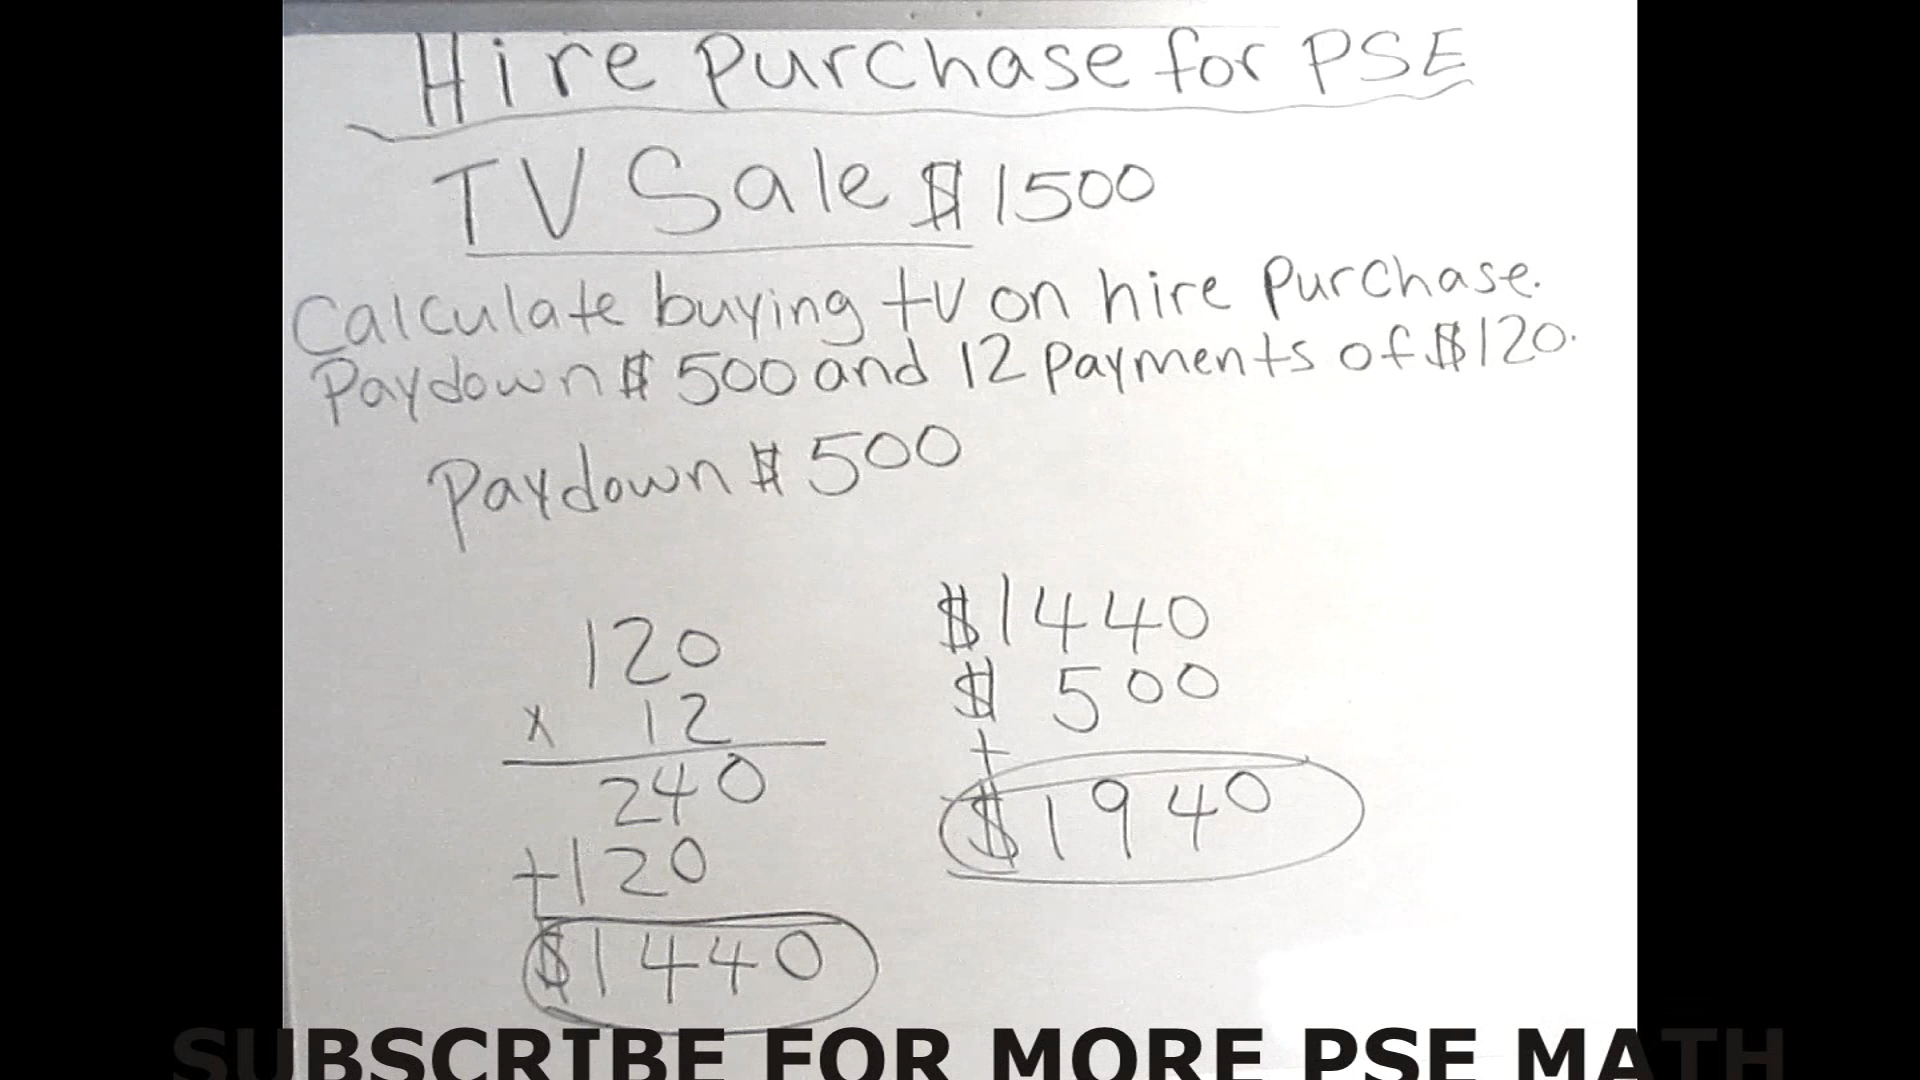 Hire Purchase for PSE
TV Sale $1500
Calculate buying tv on hire Purchase.
Paydown $ 500 and 12 payments of $120.
Paydown $ 500
120
x 12
240
+120
$1440
$1440
$ 500
+
$1940
SUBSCRIBE FOR MORE PSE MATH